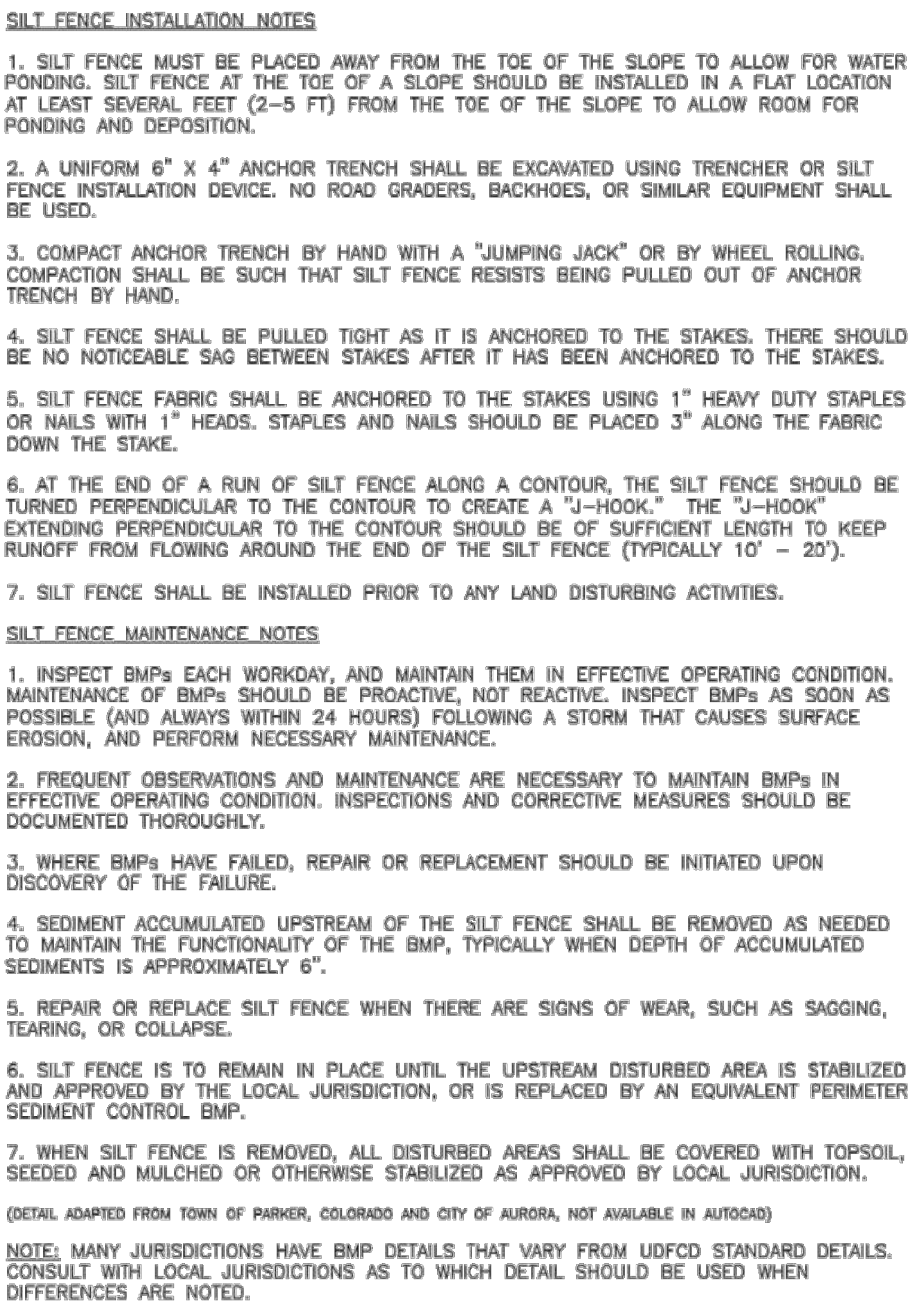 SILT FENCE INSTALLATION NOTES
1. SILT FENCE MUST BE PLACED AWAY FROM THE TOE OF THE SLOPE TO ALLOW FOR WATER
PONDING. SILT FENCE AT THE TOE OF A SLOPE SHOULD BE INSTALLED IN A FLAT LOCATION
AT LEAST SEVERAL FEET (2-5 FT) FROM THE TOE OF THE SLOPE TO ALLOW ROOM FOR
PONDING AND DEPOSITION.
2. A UNIFORM 6" X 4" ANCHOR TRENCH SHALL BE EXCAVATED USING TRENCHER OR SILT
FENCE INSTALLATION DEVICE. NO ROAD GRADERS, BACKHOES, OR SIMILAR EQUIPMENT SHALL
BE USED.
3. COMPACT ANCHOR TRENCH BY HAND WITH A "JUMPING JACK" OR BY WHEEL ROLLING.
COMPACTION SHALL BE SUCH THAT SILT FENCE RESISTS BEING PULLED OUT OF ANCHOR
TRENCH BY HAND.
4. SILT FENCE SHALL BE PULLED TIGHT AS IT IS ANCHORED TO THE STAKES. THERE SHOULD
BE NO NOTICEABLE SAG BETWEEN STAKES AFTER IT HAS BEEN ANCHORED TO THE STAKES.
5. SILT FENCE FABRIC SHALL BE ANCHORED TO THE STAKES USING 1" HEAVY DUTY STAPLES
OR NAILS WITH 1" HEADS. STAPLES AND NAILS SHOULD BE PLACED 3" ALONG THE FABRIC
DOWN THE STAKE.
6. AT THE END OF A RUN OF SILT FENCE ALONG A CONTOUR, THE SILT FENCE SHOULD BE
TURNED PERPENDICULAR TO THE CONTOUR TO CREATE A "J-HOOK." THE "J-HOOK"
EXTENDING PERPENDICULAR TO THE CONTOUR SHOULD BE OF SUFFICIENT LENGTH TO KEEP
RUNOFF FROM FLOWING AROUND THE END OF THE SILT FENCE (TYPICALLY 10' - 20').
7. SILT FENCE SHALL BE INSTALLED PRIOR TO ANY LAND DISTURBING ACTIVITIES.
SILT FENCE MAINTENANCE NOTES
1. INSPECT BMPs EACH WORKDAY, AND MAINTAIN THEM IN EFFECTIVE OPERATING CONDITION.
MAINTENANCE OF BMPs SHOULD BE PROACTIVE, NOT REACTIVE. INSPECT BMPs AS SOON AS
POSSIBLE (AND ALWAYS WITHIN 24 HOURS) FOLLOWING A STORM THAT CAUSES SURFACE
EROSION, AND PERFORM NECESSARY MAINTENANCE.
2. FREQUENT OBSERVATIONS AND MAINTENANCE ARE NECESSARY TO MAINTAIN BMPs IN
EFFECTIVE OPERATING CONDITION. INSPECTIONS AND CORRECTIVE MEASURES SHOULD BE
DOCUMENTED THOROUGHLY.
3. WHERE BMPs HAVE FAILED, REPAIR OR REPLACEMENT SHOULD BE INITIATED UPON
DISCOVERY OF THE FAILURE.
4. SEDIMENT ACCUMULATED UPSTREAM OF THE SILT FENCE SHALL BE REMOVED AS NEEDED
TO MAINTAIN THE FUNCTIONALITY OF THE BMP, TYPICALLY WHEN DEPTH OF ACCUMULATED
SEDIMENTS IS APPROXIMATELY 6".
5. REPAIR OR REPLACE SILT FENCE WHEN THERE ARE SIGNS OF WEAR, SUCH AS SAGGING,
TEARING, OR COLLAPSE.
6. SILT FENCE IS TO REMAIN IN PLACE UNTIL THE UPSTREAM DISTURBED AREA IS STABILIZED
AND APPROVED BY THE LOCAL JURISDICTION, OR IS REPLACED BY AN EQUIVALENT PERIMETER
SEDIMENT CONTROL BMP.
7. WHEN SILT FENCE IS REMOVED, ALL DISTURBED AREAS SHALL BE COVERED WITH TOPSOIL,
SEEDED AND MULCHED OR OTHERWISE STABILIZED AS APPROVED BY LOCAL JURISDICTION.
(DETAIL ADAPTED FROM TOWN OF PARKER, COLORADO AND CITY OF AURORA, NOT AVAILABLE IN AUTOCAD)
NOTE: MANY JURISDICTIONS HAVE BMP DETAILS THAT VARY FROM UDFCD STANDARD DETAILS.
CONSULT WITH LOCAL JURISDICTIONS AS TO WHICH DETAIL SHOULD BE USED WHEN
DIFFERENCES ARE NOTED.